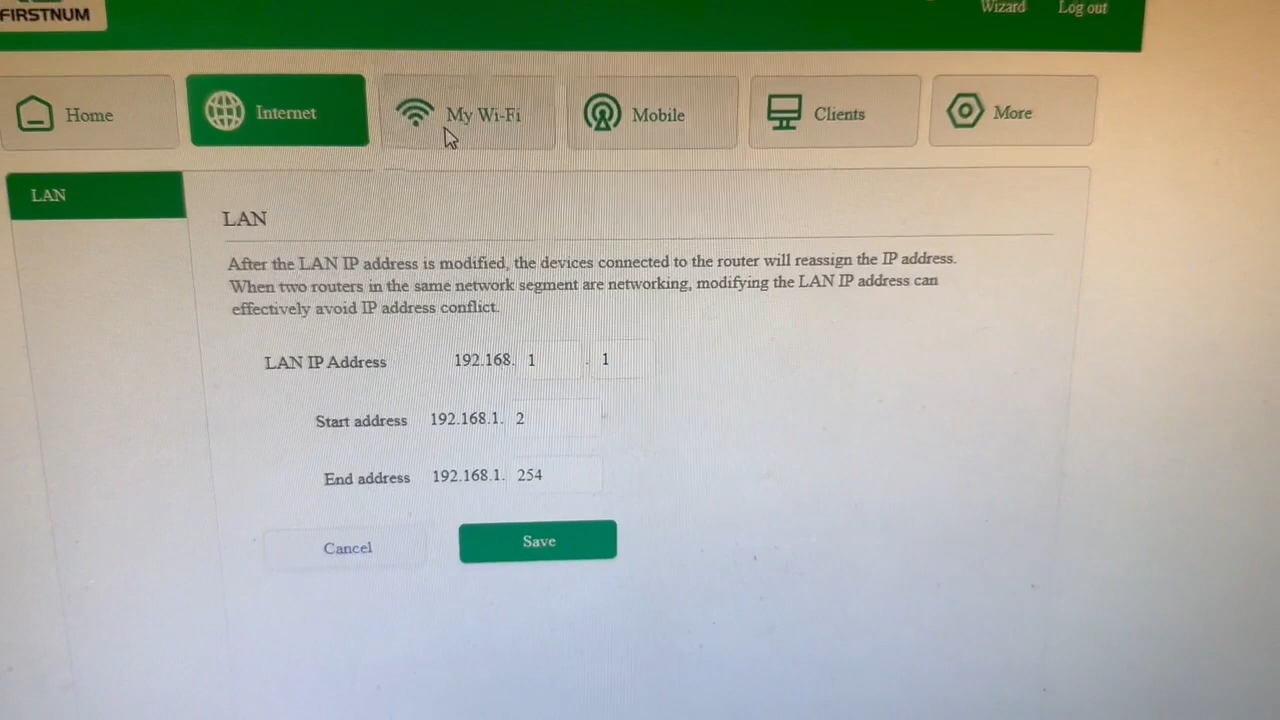 FIRSTNUM
Wizard Log out
Home Internet My Wi-Fi Mobile Clients More
LAN
LAN
After the LAN IP address is modified, the devices connected to the router will reassign the IP address.
When two routers in the same network segment are networking, modifying the LAN IP address can
effectively avoid IP address conflict.
LAN IP Address 192.168. 1 . 1
Start address 192.168.1. 2
End address 192.168.1. 254
Cancel Save